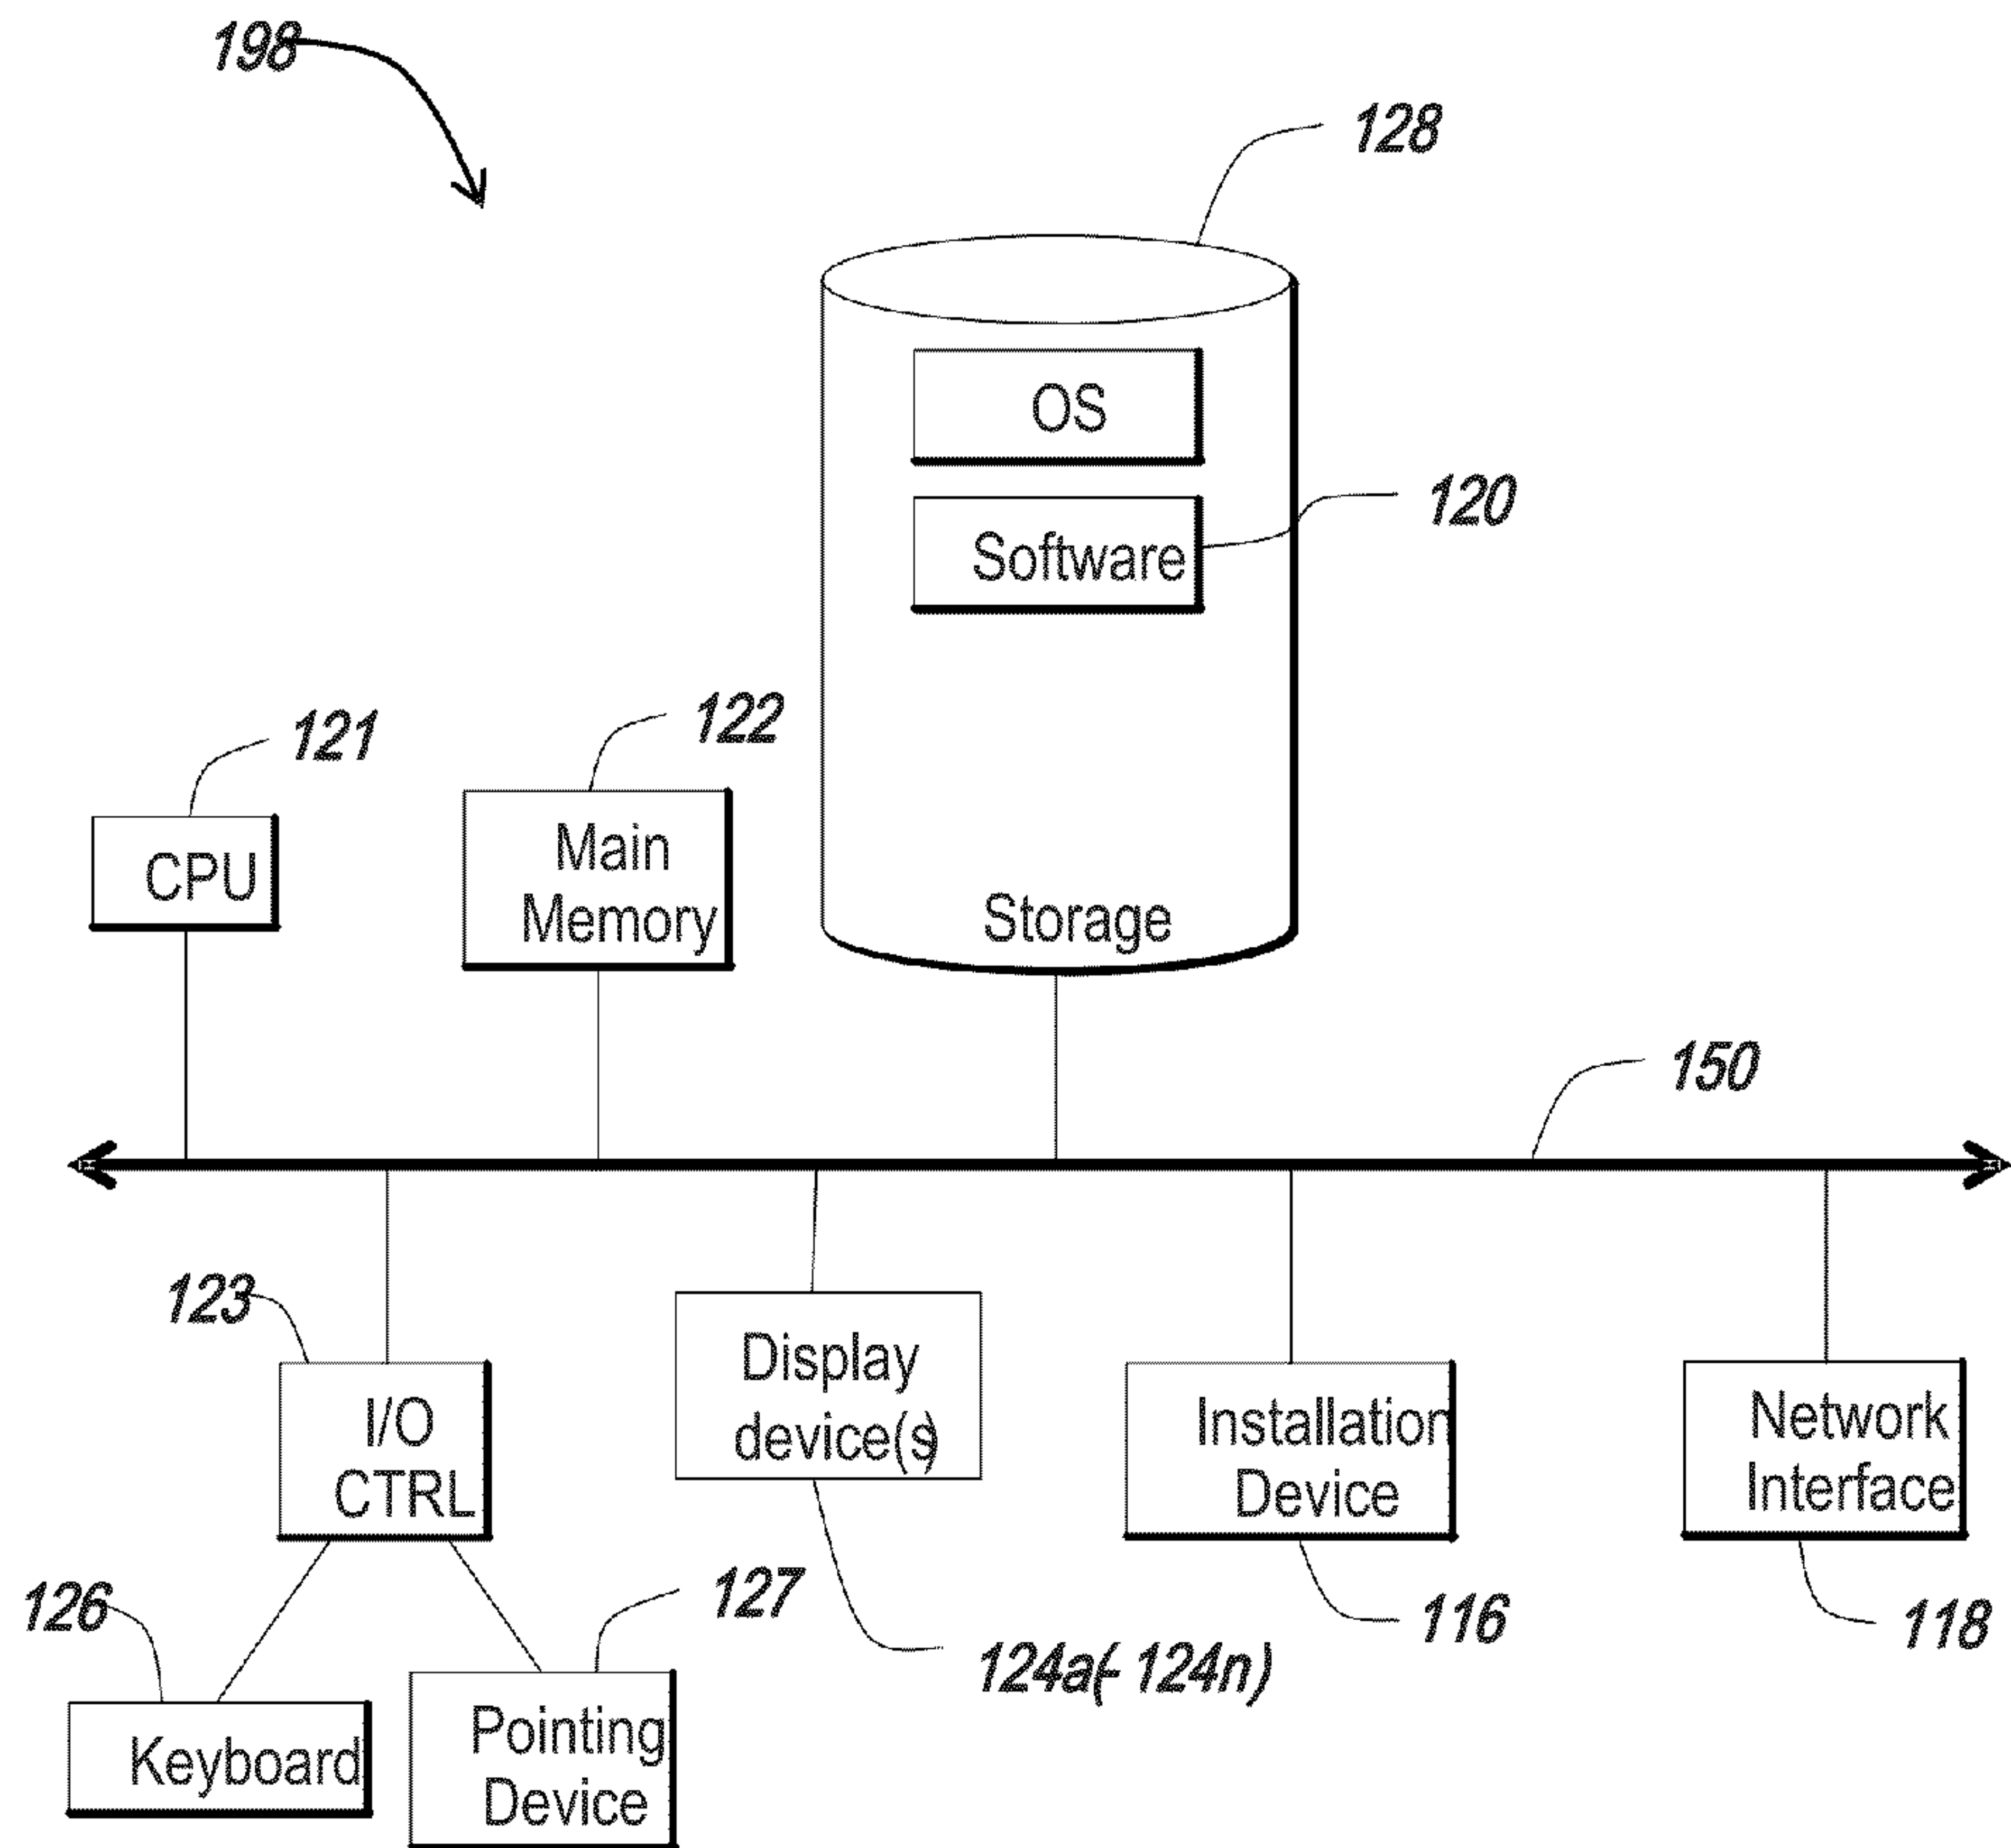 198
128
OS
120
Software
121
122
CPU
Main
Memory
Storage
150
123
Display
device(s)
I/O
CTRL
Installation
Device
Network
Interface
126
127
116
118
124a(- 124n)
Keyboard
Pointing
Device